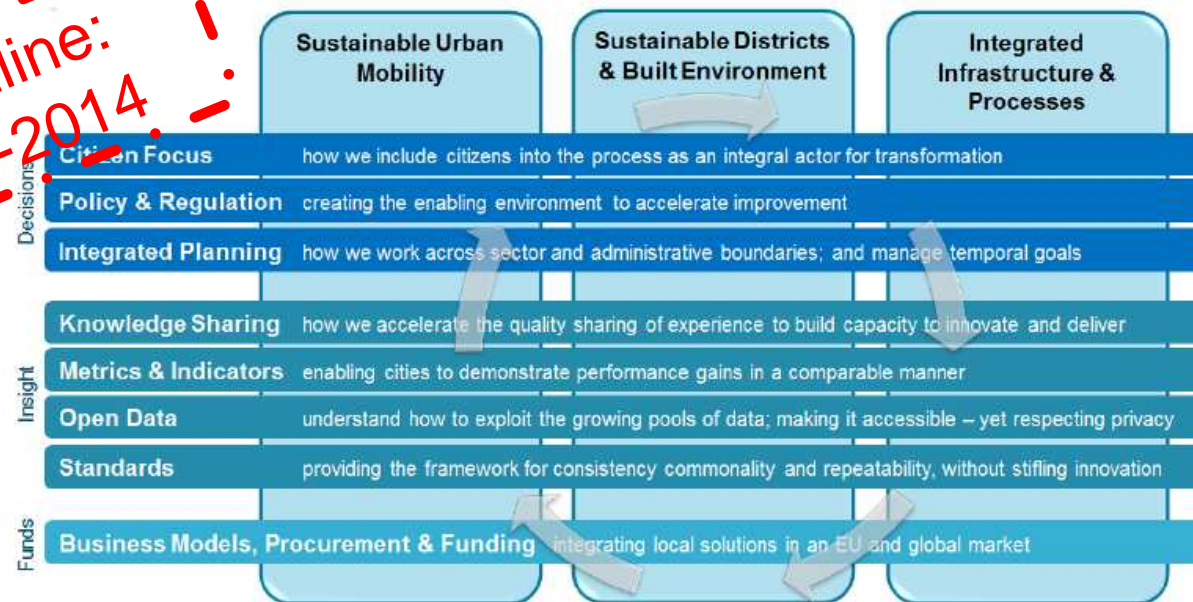 line:
-2014
Sustainable Urban
Mobility
Sustainable Districts
& Built Environment
Integrated
Infrastructure &
Processes
Decisions
Citizen Focus how we include citizens into the process as an integral actor for transformation
Policy & Regulation creating the enabling environment to accelerate improvement
Integrated Planning how we work across sector and administrative boundaries; and manage temporal goals
Insight
Knowledge Sharing how we accelerate the quality sharing of experience to build capacity to innovate and deliver
Metrics & Indicators enabling cities to demonstrate performance gains in a comparable manner
Open Data understand how to exploit the growing pools of data; making it accessible – yet respecting privacy
Standards providing the framework for consistency commonality and repeatability, without stifling innovation
Funds
Business Models, Procurement & Funding integrating local solutions in an EU and global market